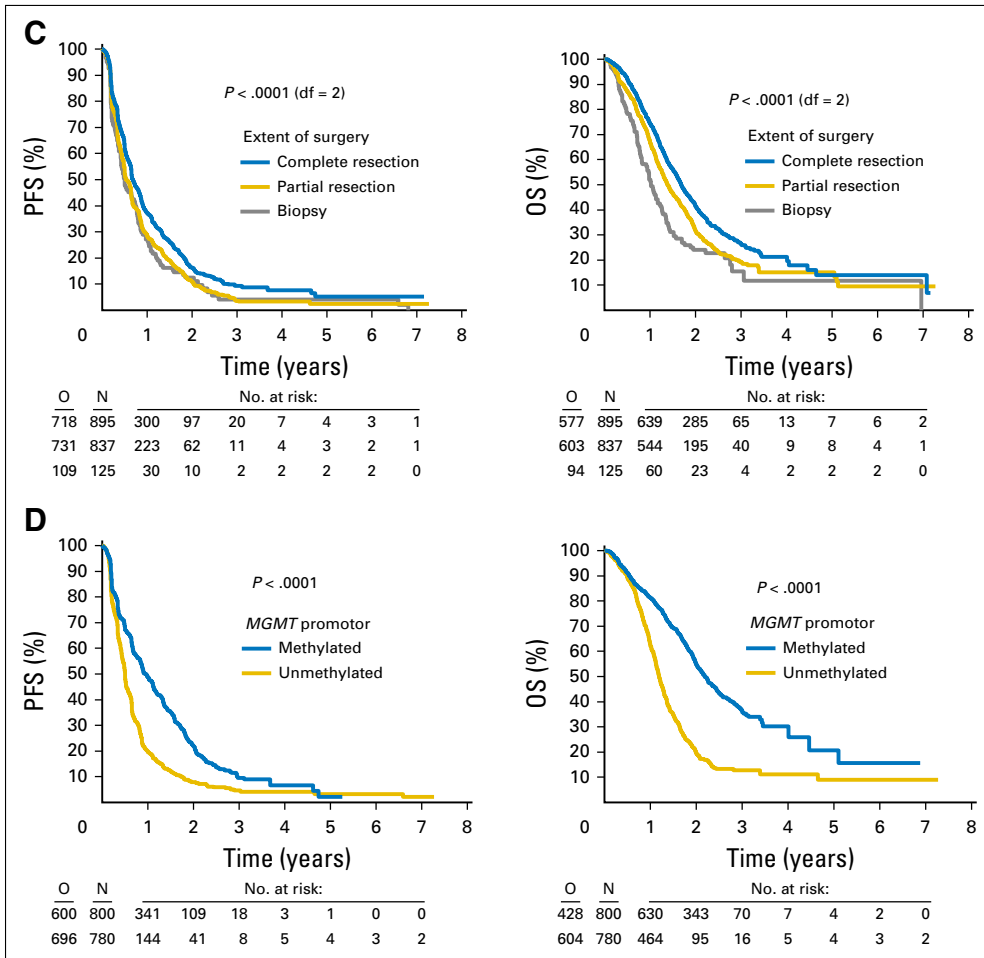 C
100
90
80
70
60
50
40
30
20
10
PFS (%)
P < .0001 (df = 2)
Extent of surgery
Complete resection
Partial resection
Biopsy
0 1 2 3 4 5 6 7 8
Time (years)
O N No. at risk:
718 895 300 97 20 7 4 3 1
731 837 223 62 11 4 3 2 1
109 125 30 10 2 2 2 2 0
100
90
80
70
60
50
40
30
20
10
OS (%)
P < .0001 (df = 2)
Extent of surgery
Complete resection
Partial resection
Biopsy
0 1 2 3 4 5 6 7 8
Time (years)
O N No. at risk:
577 895 639 285 65 13 7 6 2
603 837 544 195 40 9 8 4 1
94 125 60 23 4 2 2 2 0
D
100
90
80
70
60
50
40
30
20
10
PFS (%)
P < .0001
MGMT promotor
Methylated
Unmethylated
0 1 2 3 4 5 6 7 8
Time (years)
O N No. at risk:
600 800 341 109 18 3 1 0 0
696 780 144 41 8 5 4 3 2
100
90
80
70
60
50
40
30
20
10
OS (%)
P < .0001
MGMT promotor
Methylated
Unmethylated
0 1 2 3 4 5 6 7 8
Time (years)
O N No. at risk:
428 800 630 343 70 7 4 2 0
604 780 464 95 16 5 4 3 2